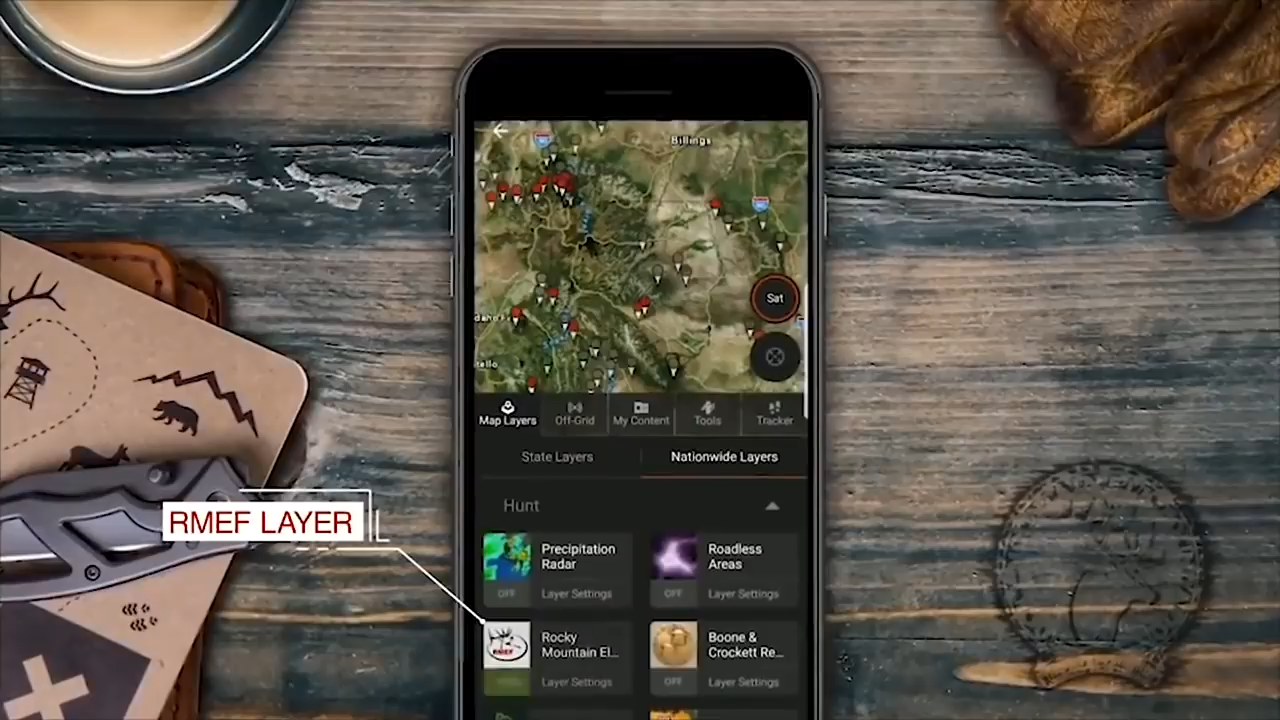 Billings
Sat
tello
Map Layers
Off-Grid
My Content
Tools
Tracker
State Layers
Nationwide Layers
Hunt
RMEF LAYER
Precipitation
Radar
OFF
Layer Settings
Roadless
Areas
OFF
Layer Settings
RMEF
Rocky
Mountain El...
Layer Settings
Boone &
Crockett Re...
OFF
Layer Settings